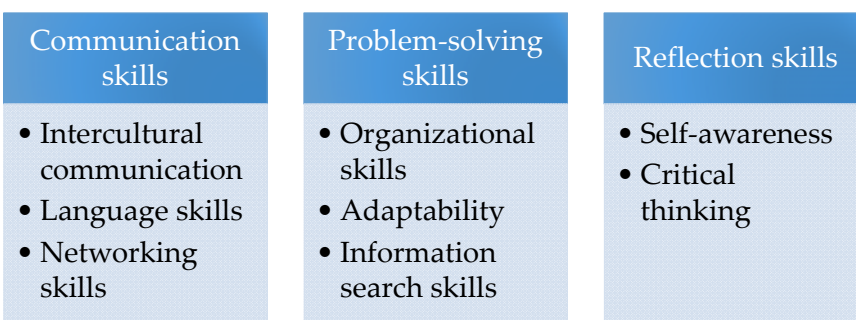 Communication
skills
• Intercultural
communication
• Language skills
• Networking
skills
Problem-solving
skills
• Organizational
skills
• Adaptability
• Information
search skills
Reflection skills
• Self-awareness
• Critical
thinking